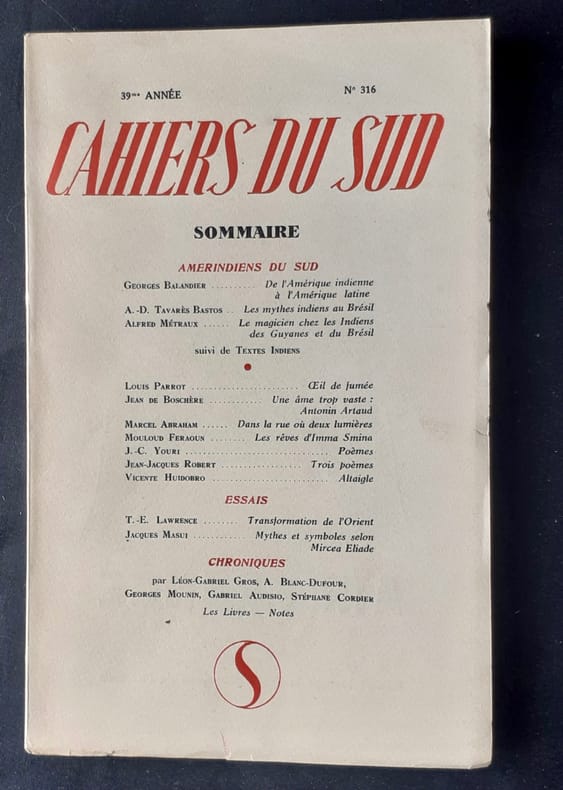 39me ANNÉE N° 316
CAHIERS DU SUD
SOMMAIRE
AMERINDIENS DU SUD
GEORGES BALANDIER .......... De l'Amérique indienne
à l'Amérique latine
A.-D. TAVARÈS BASTOS .. Les mythes indiens au Brésil
ALFRED MÉTRAUX ...... Le magicien chez les Indiens
des Guyanes et du Brésil
suivi de TEXTES INDIENS
LOUIS PARROT ........................ Œil de fumée
JEAN DE BOSCHÈRE ............ Une âme trop vaste :
Antonin Artaud
MARCEL ABRAHAM ...... Dans la rue où deux lumières
MOULOUD FERAOUN ........ Les rêves d'Imma Smina
J.-C. YOURI ................................ Poèmes
JEAN-JACQUES ROBERT .................. Trois poèmes
VICENTE HUIDOBRO .............................. Altaigle
ESSAIS
T.-E. LAWRENCE ........ Transformation de l'Orient
JACQUES MASUI ............. Mythes et symboles selon
Mircea Eliade
CHRONIQUES
par LÉON-GABRIEL GROS, A. BLANC-DUFOUR,
GEORGES MOUNIN, GABRIEL AUDISIO, STÉPHANE CORDIER
Les Livres — Notes
S